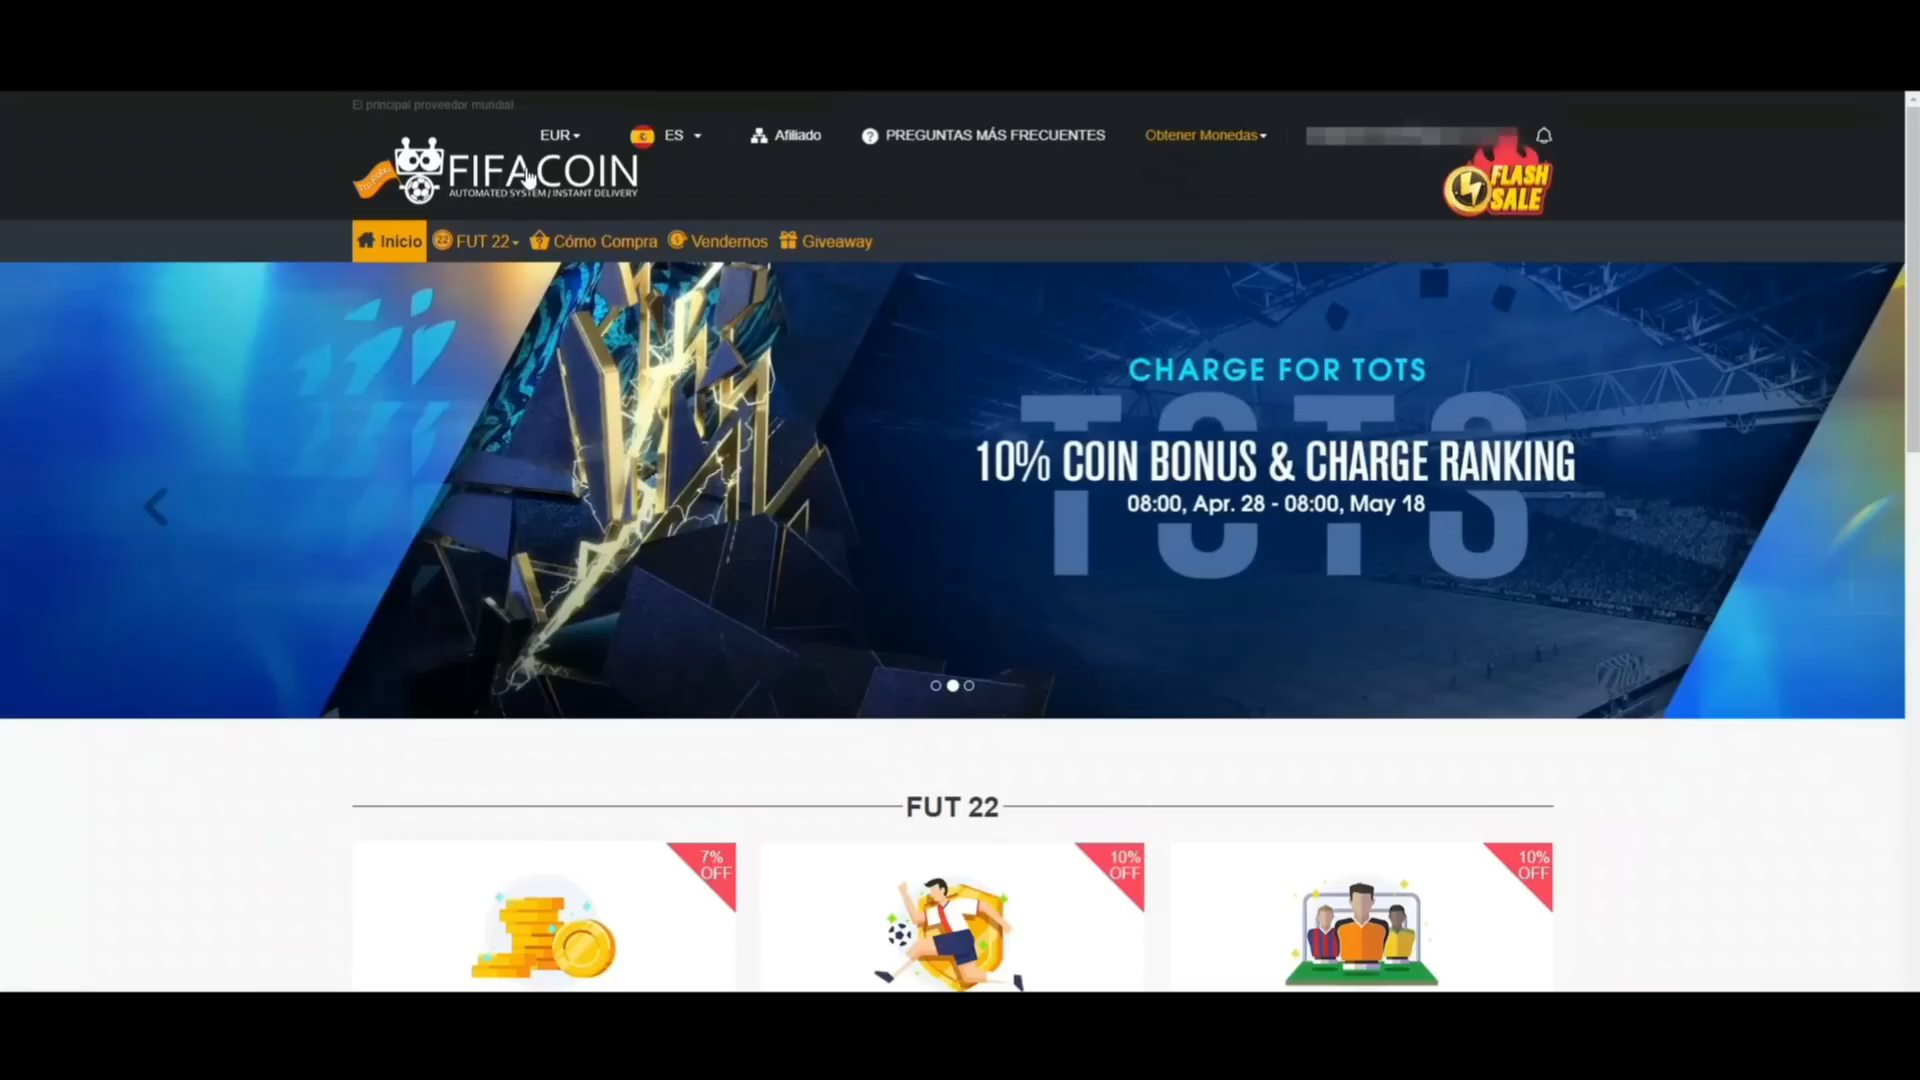 El principal proveedor mundial
EUR
ES
Afiliado
? PREGUNTAS MÁS FRECUENTES
Obtener Monedas
FIFACOIN
AUTOMATED SYSTEM / INSTANT DELIVERY
FLASH
SALE
Inicio
22 FUT 22
Cómo Compra
Vendernos
Giveaway
CHARGE FOR TOTS
TOTS
10% COIN BONUS & CHARGE RANKING
08:00, Apr. 28 - 08:00, May 18
FUT 22
7%
OFF
10%
OFF
10%
OFF